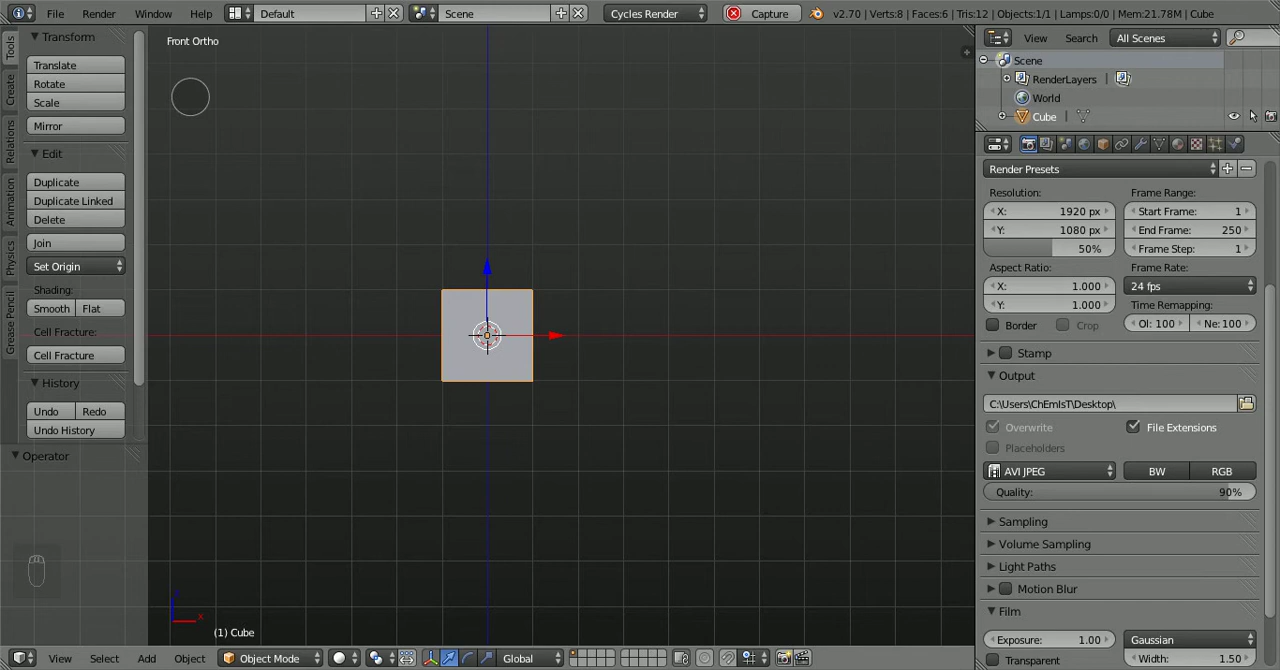 File Render Window Help Default Scene Cycles Render Capture v2.70 | Verts:8 | Faces:6 | Tris:12 | Objects:1/1 | Lamps:0/0 | Mem:21.78M | Cube
Tools
Create
Relations
Animation
Physics
Grease Pencil
Transform
Translate
Rotate
Scale
Mirror
Edit
Duplicate
Duplicate Linked
Delete
Join
Set Origin
Shading:
Smooth Flat
Cell Fracture:
Cell Fracture
History
Undo Redo
Undo History
Operator
Front Ortho
x
(1) Cube
View Select Add Object Object Mode Global
View Search All Scenes
Scene
RenderLayers |
World
Cube |
Render Presets
Resolution: Frame Range:
X: 1920 px Start Frame: 1
Y: 1080 px End Frame: 250
50% Frame Step: 1
Aspect Ratio: Frame Rate:
X: 1.000 24 fps
Y: 1.000 Time Remapping:
Border Crop Ol: 100 Ne: 100
Stamp
Output
C:\Users\ChEmIsT\Desktop\
Overwrite File Extensions
Placeholders
AVI JPEG BW RGB
Quality: 90%
Sampling
Volume Sampling
Light Paths
Motion Blur
Film
Exposure: 1.00 Gaussian
Transparent Width: 1.50